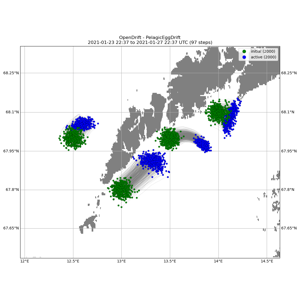 OpenDrift - PelagicEggDrift
2021-01-23 22:37 to 2021-01-27 22:37 UTC (97 steps)
initial (2000)
active (2000)
68.25°N
68.25°N
68.1°N
68.1°N
67.95°N
67.95°N
67.8°N
67.8°N
67.65°N
67.65°N
12°E
12.5°E
13°E
13.5°E
14°E
14.5°E